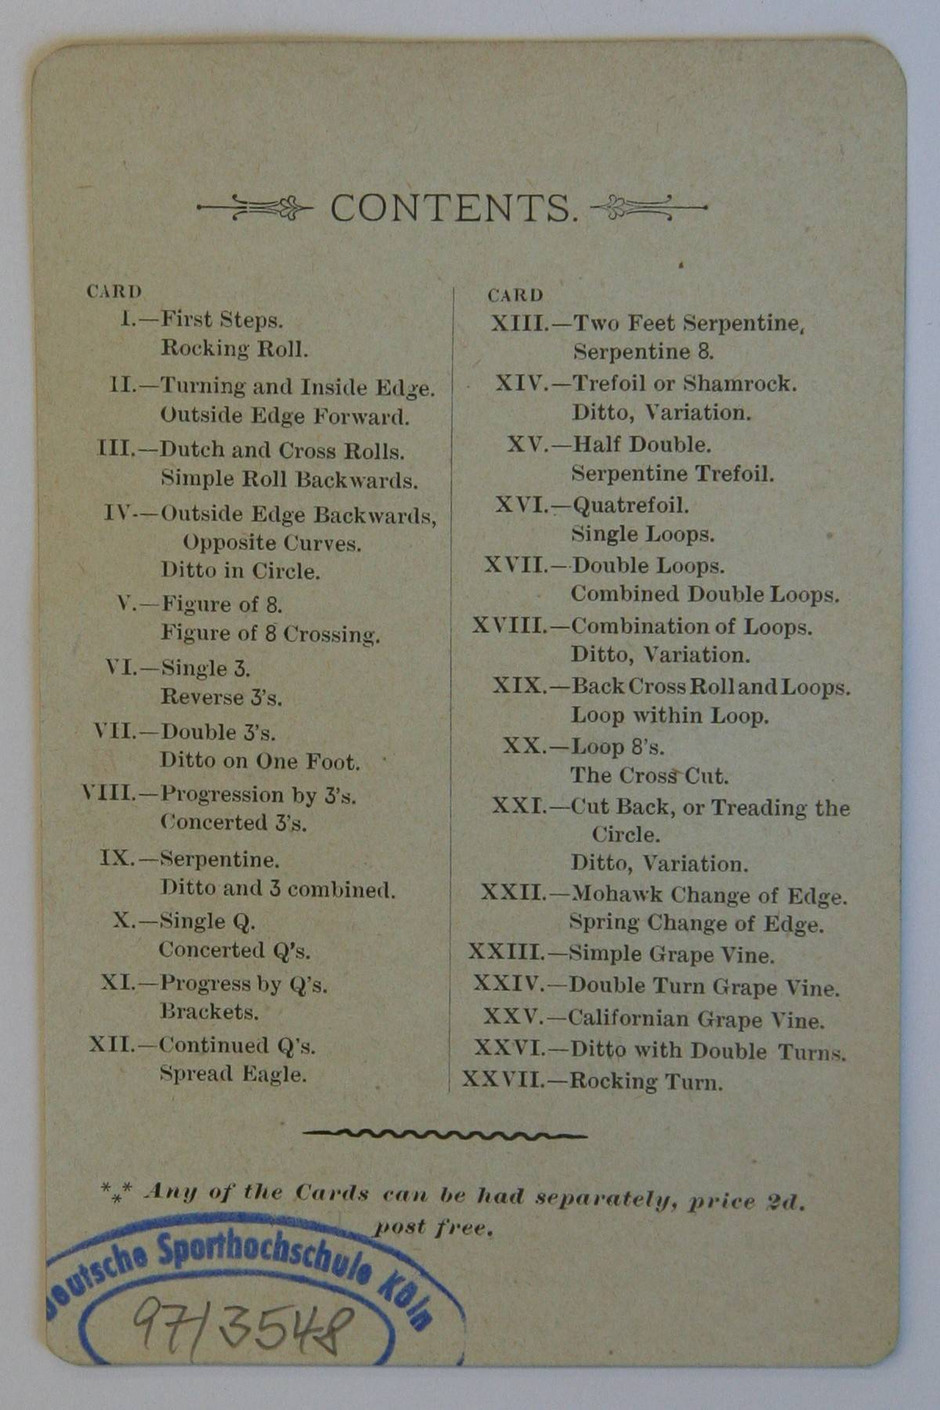 CONTENTS.
CARD
I.—First Steps.
Rocking Roll.
II.—Turning and Inside Edge.
Outside Edge Forward.
III.—Dutch and Cross Rolls.
Simple Roll Backwards.
IV.—Outside Edge Backwards,
Opposite Curves.
Ditto in Circle.
V.—Figure of 8.
Figure of 8 Crossing.
VI.—Single 3.
Reverse 3's.
VII.—Double 3's.
Ditto on One Foot.
VIII.—Progression by 3's.
Concerted 3's.
IX.—Serpentine.
Ditto and 3 combined.
X.—Single Q.
Concerted Q's.
XI.—Progress by Q's.
Brackets.
XII.—Continued Q's.
Spread Eagle.
CARD
XIII.—Two Feet Serpentine,
Serpentine 8.
XIV.—Trefoil or Shamrock.
Ditto, Variation.
XV.—Half Double.
Serpentine Trefoil.
XVI.—Quatrefoil.
Single Loops.
XVII.—Double Loops.
Combined Double Loops.
XVIII.—Combination of Loops.
Ditto, Variation.
XIX.—Back Cross Roll and Loops.
Loop within Loop.
XX.—Loop 8's.
The Cross Cut.
XXI.—Cut Back, or Treading the
Circle.
Ditto, Variation.
XXII.—Mohawk Change of Edge.
Spring Change of Edge.
XXIII.—Simple Grape Vine.
XXIV.—Double Turn Grape Vine.
XXV.—Californian Grape Vine.
XXVI.—Ditto with Double Turns.
XXVII.—Rocking Turn.
*** Any of the Cards can be had separately, price 2d.
post free.
Deutsche Sporthochschule Köln
97/3548